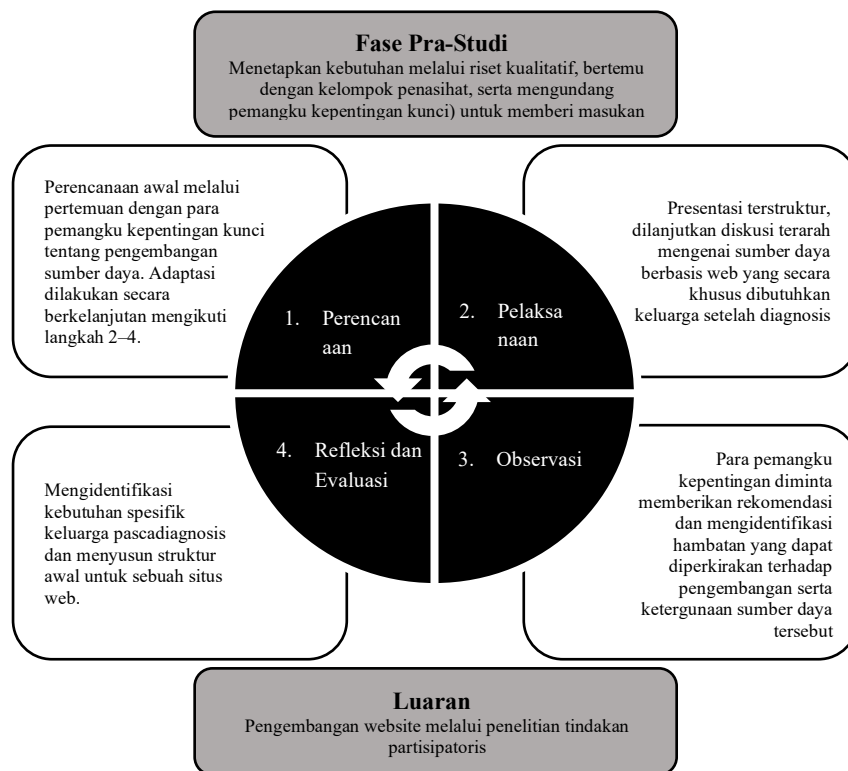 Fase Pra-Studi
Menetapkan kebutuhan melalui riset kualitatif, bertemu
dengan kelompok penasihat, serta mengundang
pemangku kepentingan kunci) untuk memberi masukan
Perencanaan awal melalui
pertemuan dengan para
pemangku kepentingan kunci
tentang pengembangan
sumber daya. Adaptasi
dilakukan secara
berkelanjutan mengikuti
langkah 2–4.
Presentasi terstruktur,
dilanjutkan diskusi terarah
mengenai sumber daya
berbasis web yang secara
khusus dibutuhkan
keluarga setelah diagnosis
1. Perencan
aan
2. Pelaksa
naan
4. Refleksi dan
Evaluasi
3. Observasi
Mengidentifikasi
kebutuhan spesifik
keluarga pascadiagnosis
dan menyusun struktur
awal untuk sebuah situs
web.
Para pemangku
kepentingan diminta
memberikan rekomendasi
dan mengidentifikasi
hambatan yang dapat
diperkirakan terhadap
pengembangan serta
ketergunaan sumber daya
tersebut
Luaran
Pengembangan website melalui penelitian tindakan
partisipatoris